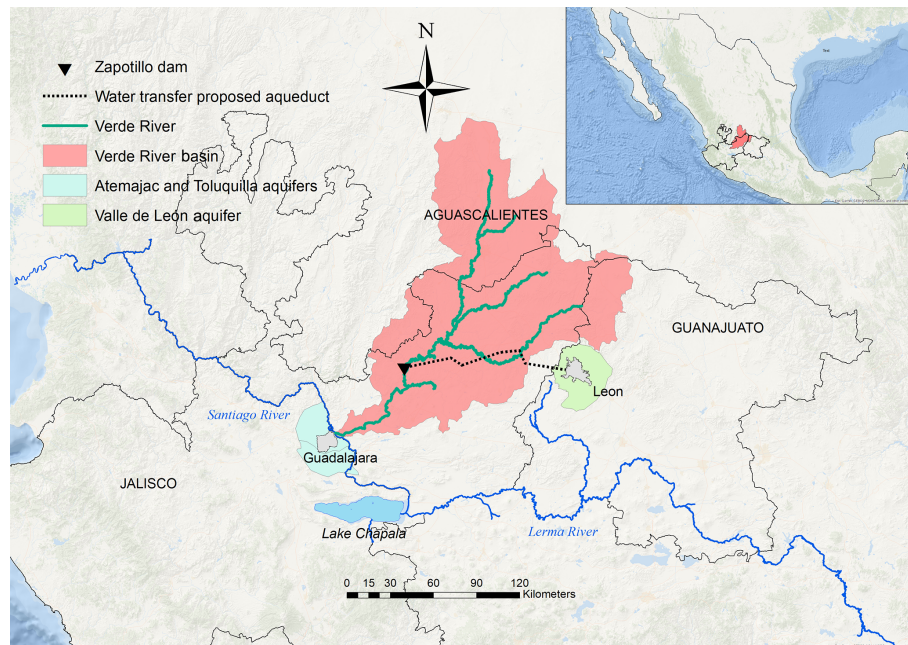 N
Zapotillo dam
Water transfer proposed aqueduct
Verde River
Verde River basin
Atemajac and Toluquilla aquifers
Valle de León aquifer
AGUASCALIENTES
GUANAJUATO
Leon
Santiago River
Guadalajara
JALISCO
Lake Chapala
Lerma River
0 15 30 60 90 120
Kilometers